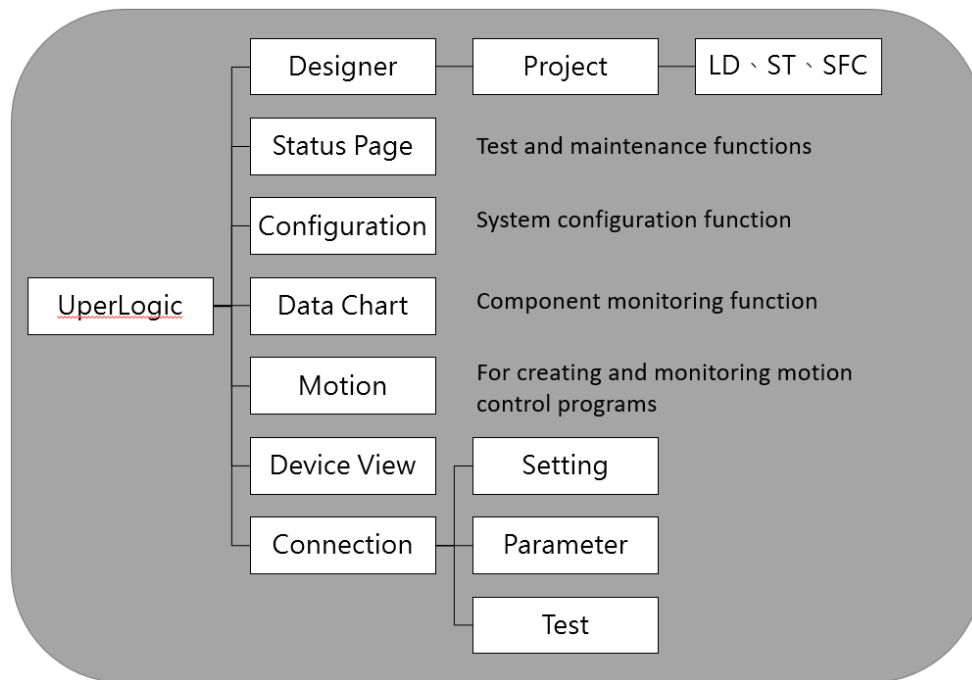 Designer
Project
LD、ST、SFC
Status Page
Test and maintenance functions
Configuration
System configuration function
UperLogic
Data Chart
Component monitoring function
Motion
For creating and monitoring motion
control programs
Device View
Setting
Connection
Parameter
Test